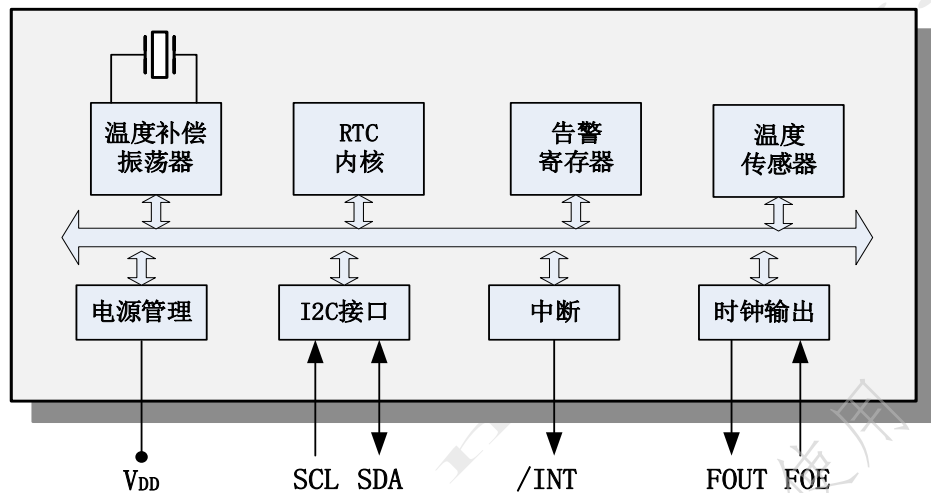 温度补偿
振荡器
RTC
内核
告警
寄存器
温度
传感器
电源管理
I2C接口
中断
时钟输出
VDD
SCL SDA
/INT
FOUT FOE
使用